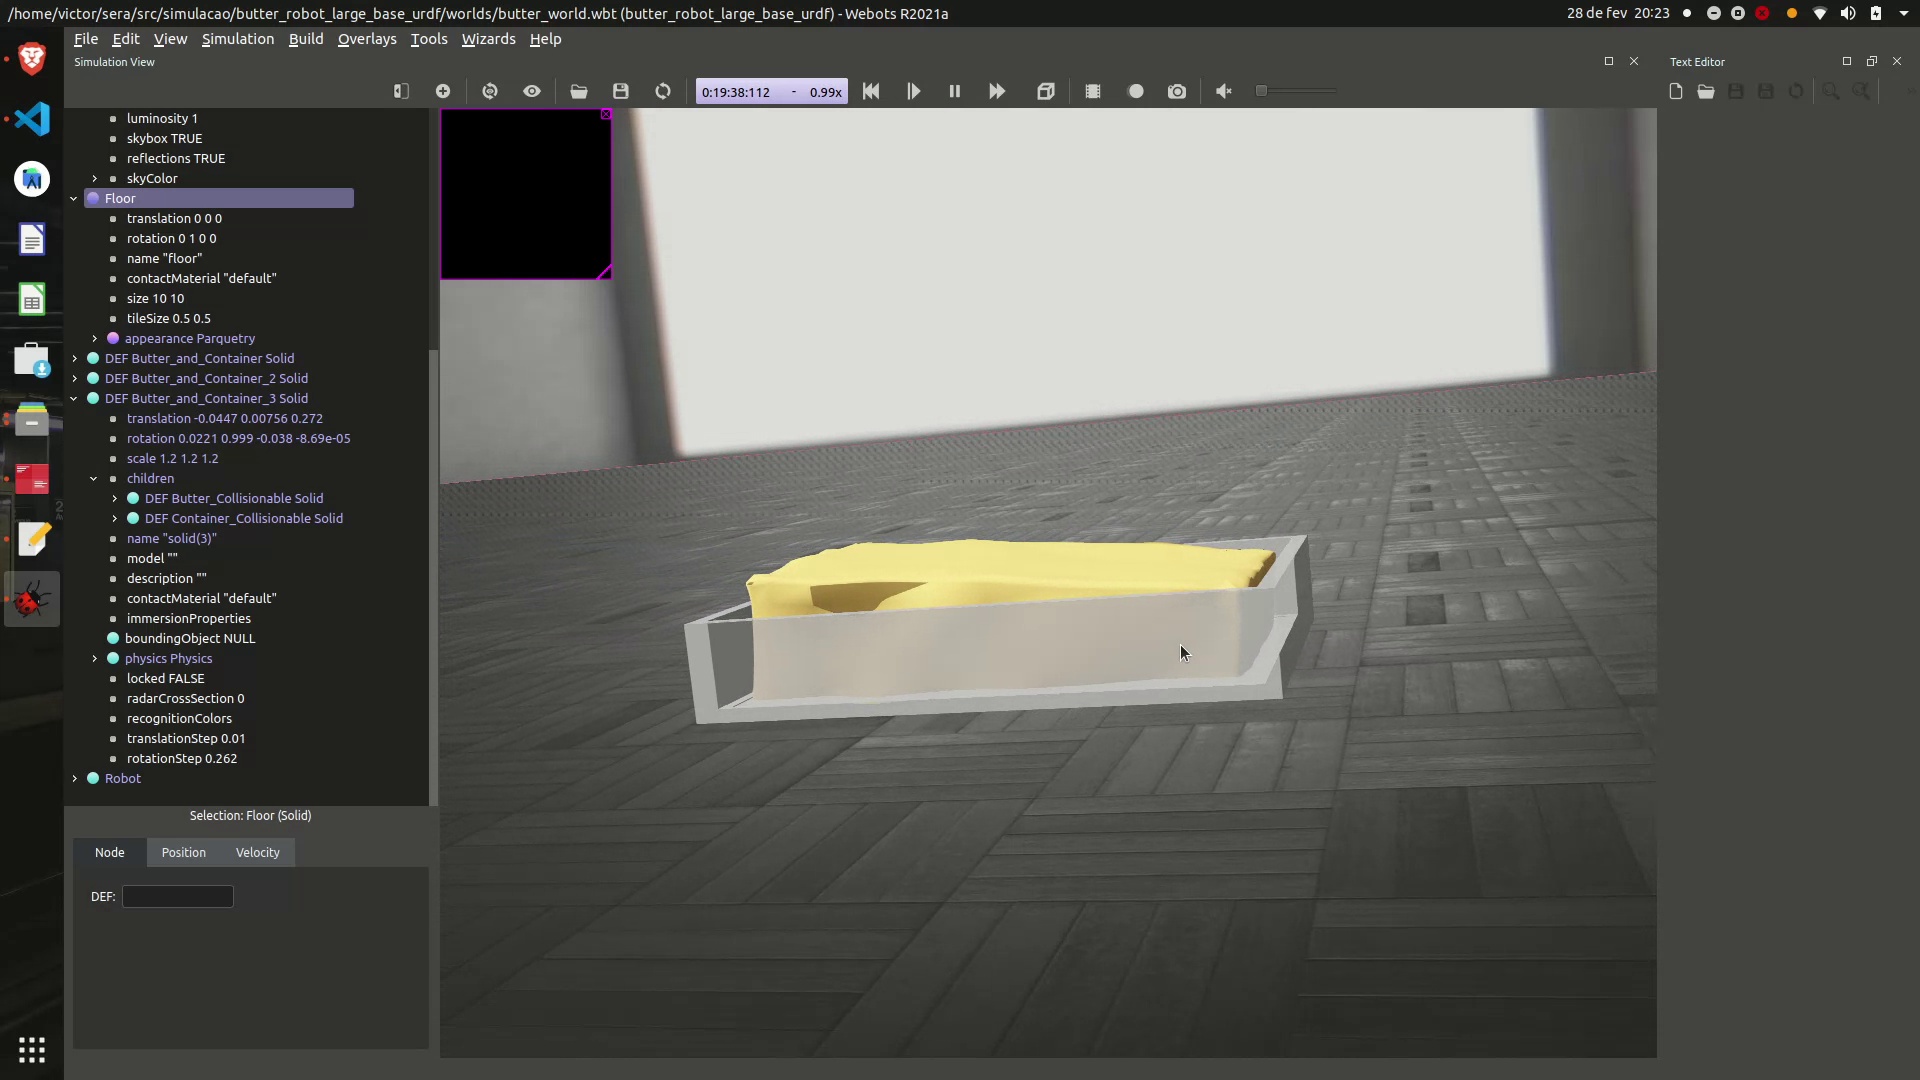 /home/victor/sera/src/simulacao/butter_robot_large_base_urdf/worlds/butter_world.wbt (butter_robot_large_base_urdf) - Webots R2021a
28 de fev 20:23
File Edit View Simulation Build Overlays Tools Wizards Help
Simulation View
Text Editor
0:19:38:112 - 0.99x
luminosity 1
skybox TRUE
reflections TRUE
skyColor
Floor
translation 0 0 0
rotation 0 1 0 0
name "floor"
contactMaterial "default"
size 10 10
tileSize 0.5 0.5
appearance Parquetry
DEF Butter_and_Container Solid
DEF Butter_and_Container_2 Solid
DEF Butter_and_Container_3 Solid
translation -0.0447 0.00756 0.272
rotation 0.0221 0.999 -0.038 -8.69e-05
scale 1.2 1.2 1.2
children
DEF Butter_Collisionable Solid
DEF Container_Collisionable Solid
name "solid(3)"
model ""
description ""
contactMaterial "default"
immersionProperties
boundingObject NULL
physics Physics
locked FALSE
radarCrossSection 0
recognitionColors
translationStep 0.01
rotationStep 0.262
Robot
Selection: Floor (Solid)
Node Position Velocity
DEF: